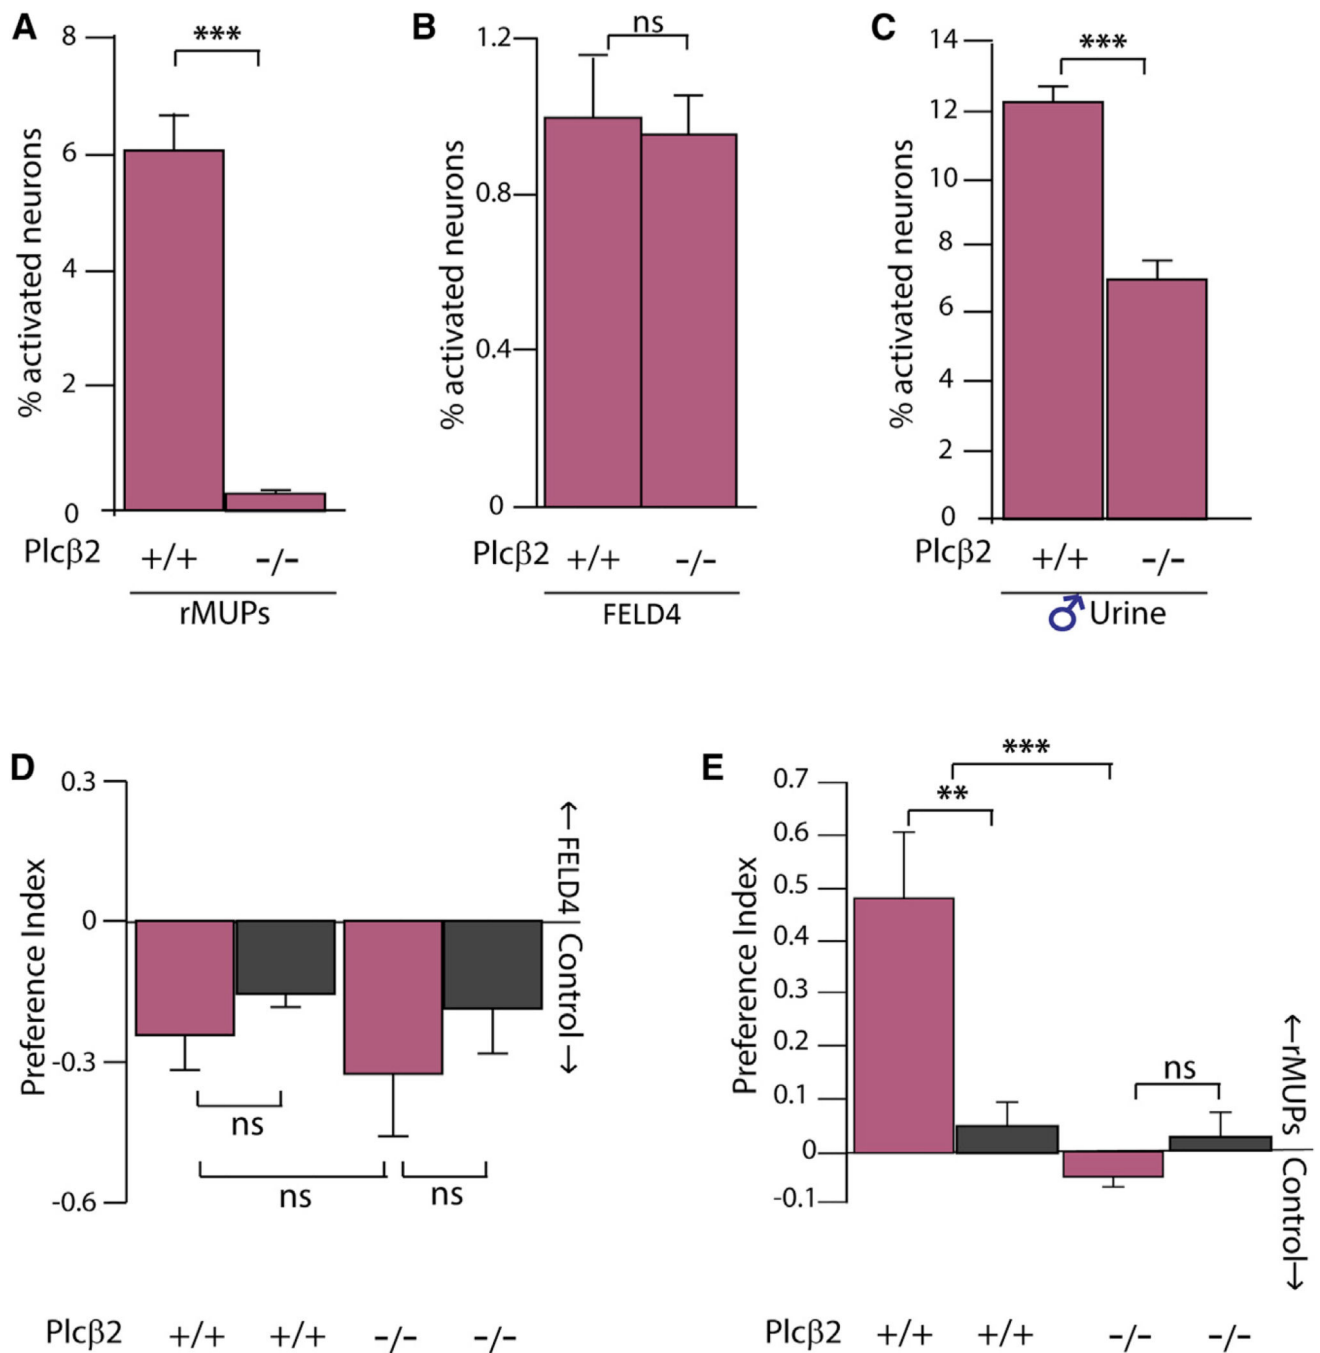 A
8
***
6
4
2
0
% activated neurons
Plcβ2 +/+ -/-
rMUPs
B
ns
1.2
0.8
0.4
0
% activated neurons
Plcβ2 +/+ -/-
FELD4
C
14
***
12
10
8
6
4
2
0
% activated neurons
Plcβ2 +/+ -/-
♂ Urine
D
0.3
0
-0.3
-0.6
Preference Index
←FELD4 Control→
ns
ns ns
Plcβ2 +/+ +/+ -/- -/-
E
***
**
0.7
0.6
0.5
0.4
0.3
0.2
0.1
0
-0.1
Preference Index
ns
←rMUPs Control→
Plcβ2 +/+ +/+ -/- -/-